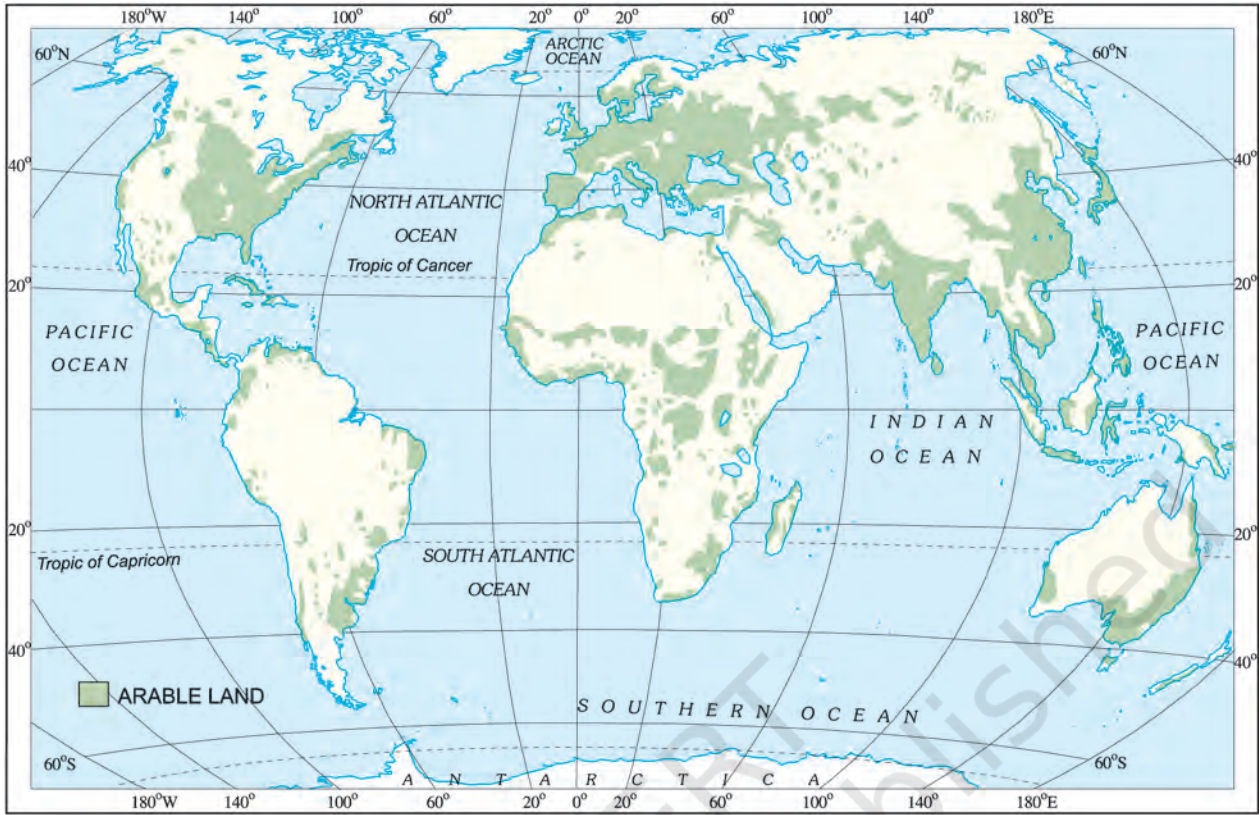 180°W 140° 100° 60° 20° 0° 20° 60° 100° 140° 180°E
60°N
ARCTIC
OCEAN
60°N
40°
40°
NORTH ATLANTIC
OCEAN
Tropic of Cancer
20°
20°
PACIFIC
OCEAN
PACIFIC
OCEAN
INDIAN
OCEAN
20°
20°
Tropic of Capricorn
SOUTH ATLANTIC
OCEAN
40°
40°
ARABLE LAND
SOUTHERN OCEAN
60°S
60°S
ANTARCTICA
180°W 140° 100° 60° 20° 0° 20° 60° 100° 140° 180°E